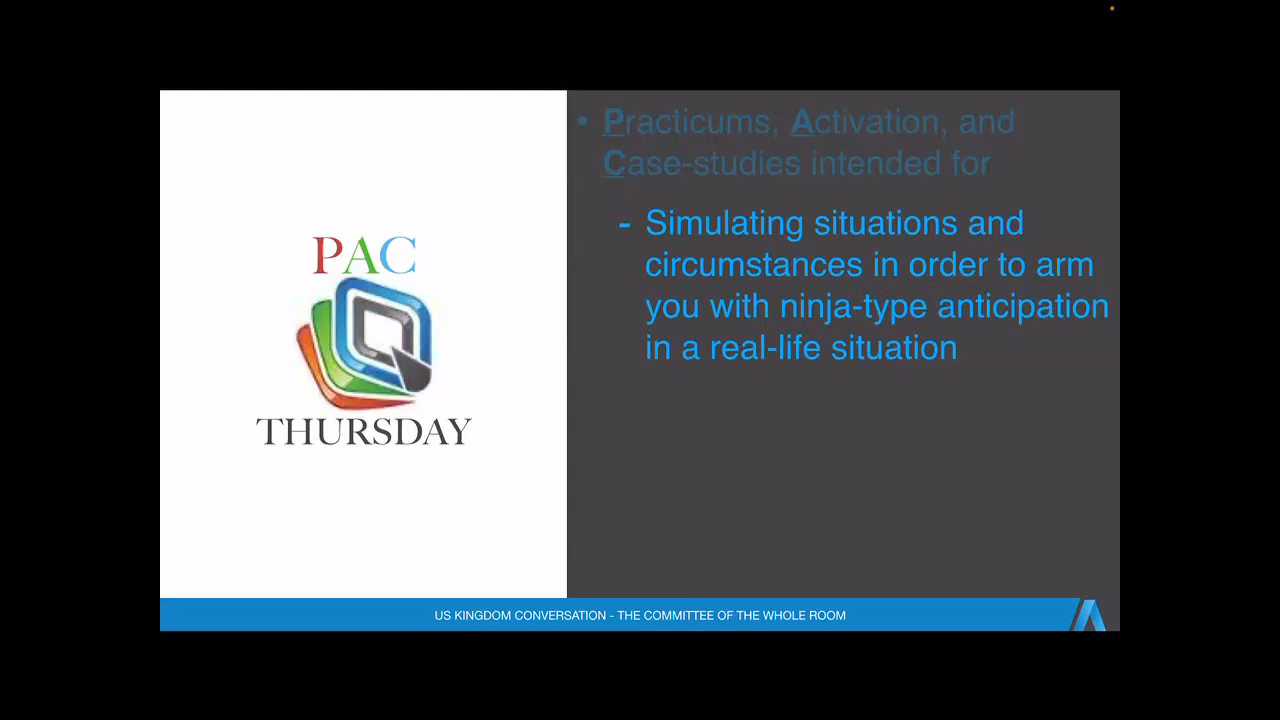 PAC
THURSDAY
• Practicums, Activation, and
Case-studies intended for
- Simulating situations and
circumstances in order to arm
you with ninja-type anticipation
in a real-life situation
US KINGDOM CONVERSATION - THE COMMITTEE OF THE WHOLE ROOM